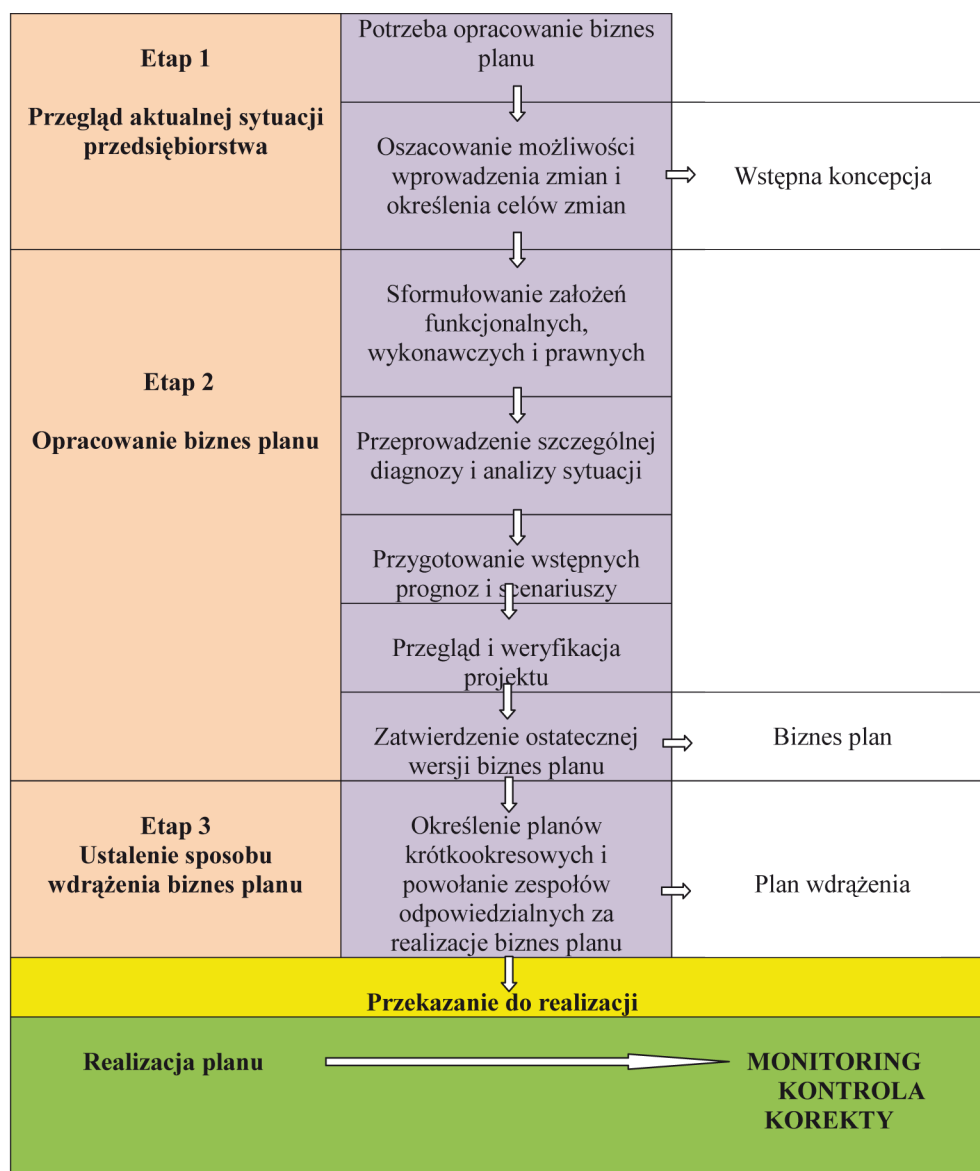 Etap 1
Przegląd aktualnej sytuacji
przedsiębiorstwa
Potrzeba opracowanie biznes
planu
Oszacowanie możliwości
wprowadzenia zmian i
określenia celów zmian
Wstępna koncepcja
Etap 2
Opracowanie biznes planu
Sformułowanie założeń
funkcjonalnych,
wykonawczych i prawnych
Przeprowadzenie szczególnej
diagnozy i analizy sytuacji
Przygotowanie wstępnych
prognoz i scenariuszy
Przegląd i weryfikacja
projektu
Zatwierdzenie ostatecznej
wersji biznes planu
Biznes plan
Etap 3
Ustalenie sposobu
wdrążenia biznes planu
Określenie planów
krótkookresowych i
powołanie zespołów
odpowiedzialnych za
realizacje biznes planu
Plan wdrążenia
Przekazanie do realizacji
Realizacja planu
MONITORING
KONTROLA
KOREKTY